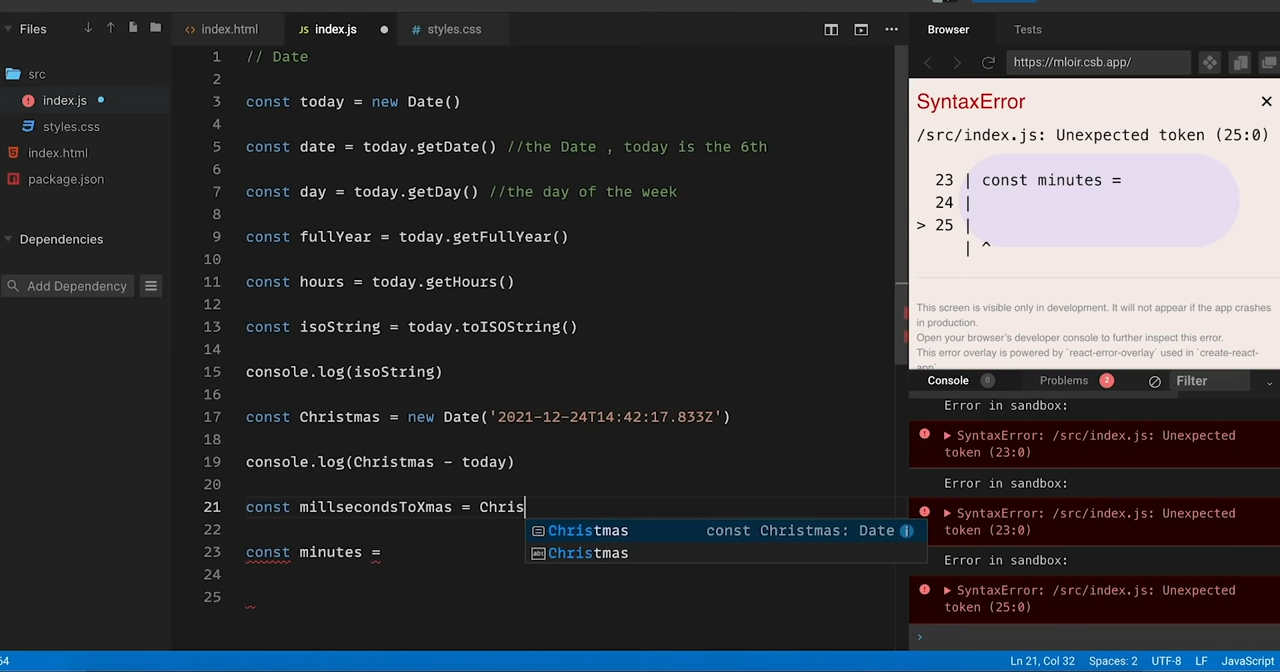 Files
index.html
index.js
styles.css
Browser
Tests
src
index.js
styles.css
index.html
package.json
Dependencies
Add Dependency
https://mloir.csb.app/
1 // Date
2
3 const today = new Date()
4
5 const date = today.getDate() //the Date , today is the 6th
6
7 const day = today.getDay() //the day of the week
8
9 const fullYear = today.getFullYear()
10
11 const hours = today.getHours()
12
13 const isoString = today.toISOString()
14
15 console.log(isoString)
16
17 const Christmas = new Date('2021-12-24T14:42:17.833Z')
18
19 console.log(Christmas - today)
20
21 const millsecondsToXmas = Chris
22
23 const minutes =
24
25
Christmas const Christmas: Date
Christmas
SyntaxError
/src/index.js: Unexpected token (25:0)
23 | const minutes =
24 |
> 25 |
| ^
This screen is visible only in development. It will not appear if the app crashes
in production.
Open your browser's developer console to further inspect this error.
This error overlay is powered by `react-error-overlay` used in `create-react-
app`
Console 0 Problems 2 Filter
Error in sandbox:
SyntaxError: /src/index.js: Unexpected
token (23:0)
Error in sandbox:
SyntaxError: /src/index.js: Unexpected
token (23:0)
Error in sandbox:
SyntaxError: /src/index.js: Unexpected
token (25:0)
64
Ln 21, Col 32 Spaces: 2 UTF-8 LF JavaScript